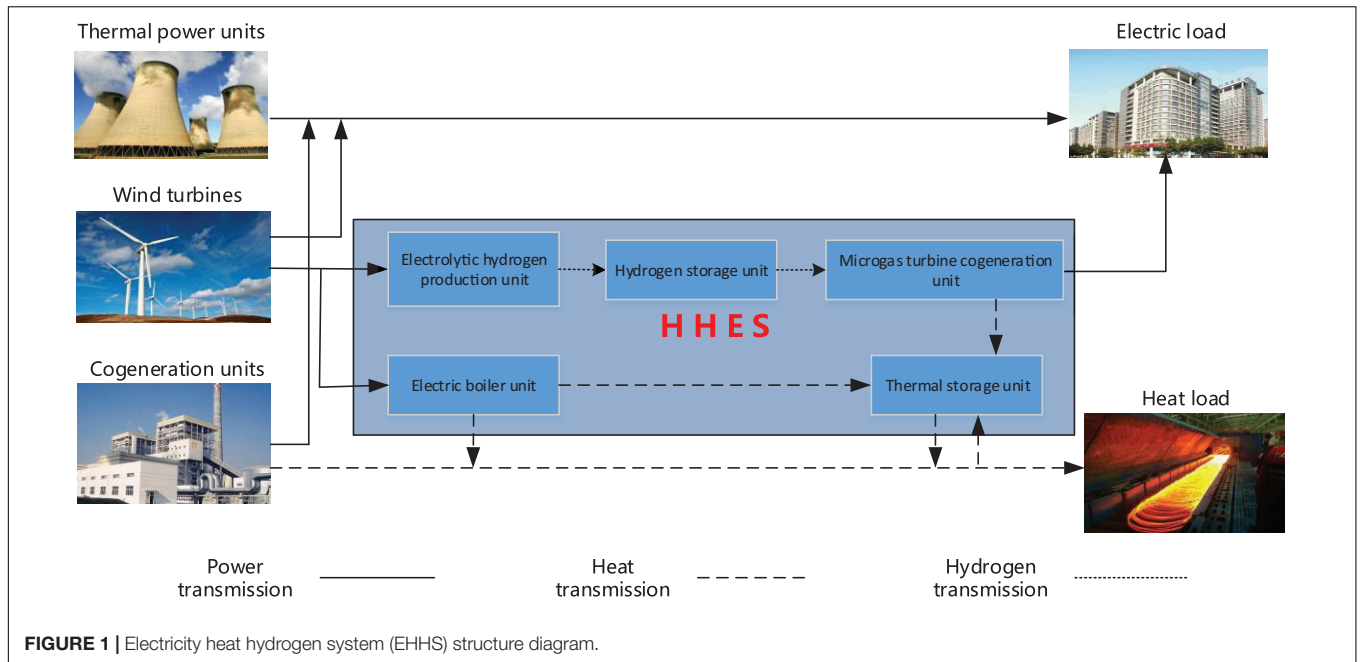 Thermal power units
Electric load
Wind turbines
Electrolytic hydrogen
production unit
Hydrogen storage unit
Microgas turbine cogeneration
unit
H H E S
Cogeneration units
Electric boiler unit
Thermal storage unit
Heat load
Power
transmission
Heat
transmission
Hydrogen
transmission
FIGURE 1 | Electricity heat hydrogen system (EHHS) structure diagram.